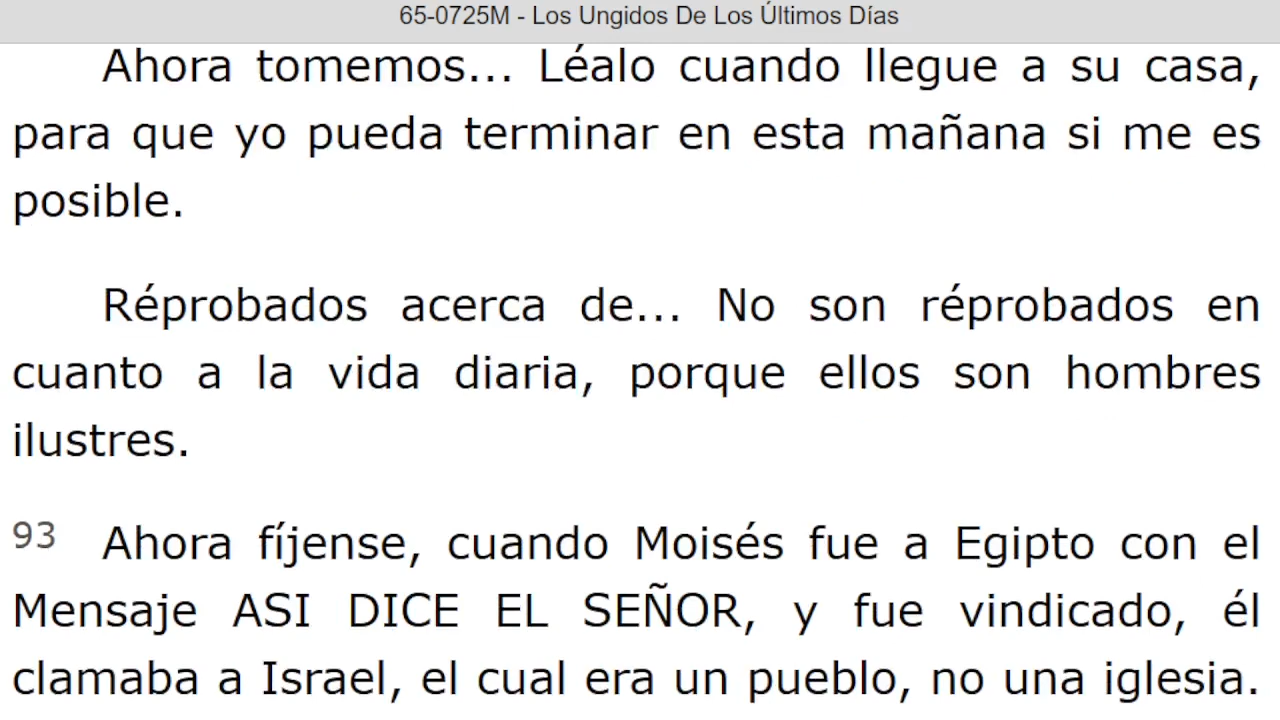 65-0725M - Los Ungidos De Los Últimos Días
Ahora tomemos... Léalo cuando llegue a su casa,
para que yo pueda terminar en esta mañana si me es
posible.
Réprobados acerca de... No son réprobados en
cuanto a la vida diaria, porque ellos son hombres
ilustres.
93 Ahora fíjense, cuando Moisés fue a Egipto con el
Mensaje ASI DICE EL SEÑOR, y fue vindicado, él
clamaba a Israel, el cual era un pueblo, no una iglesia.